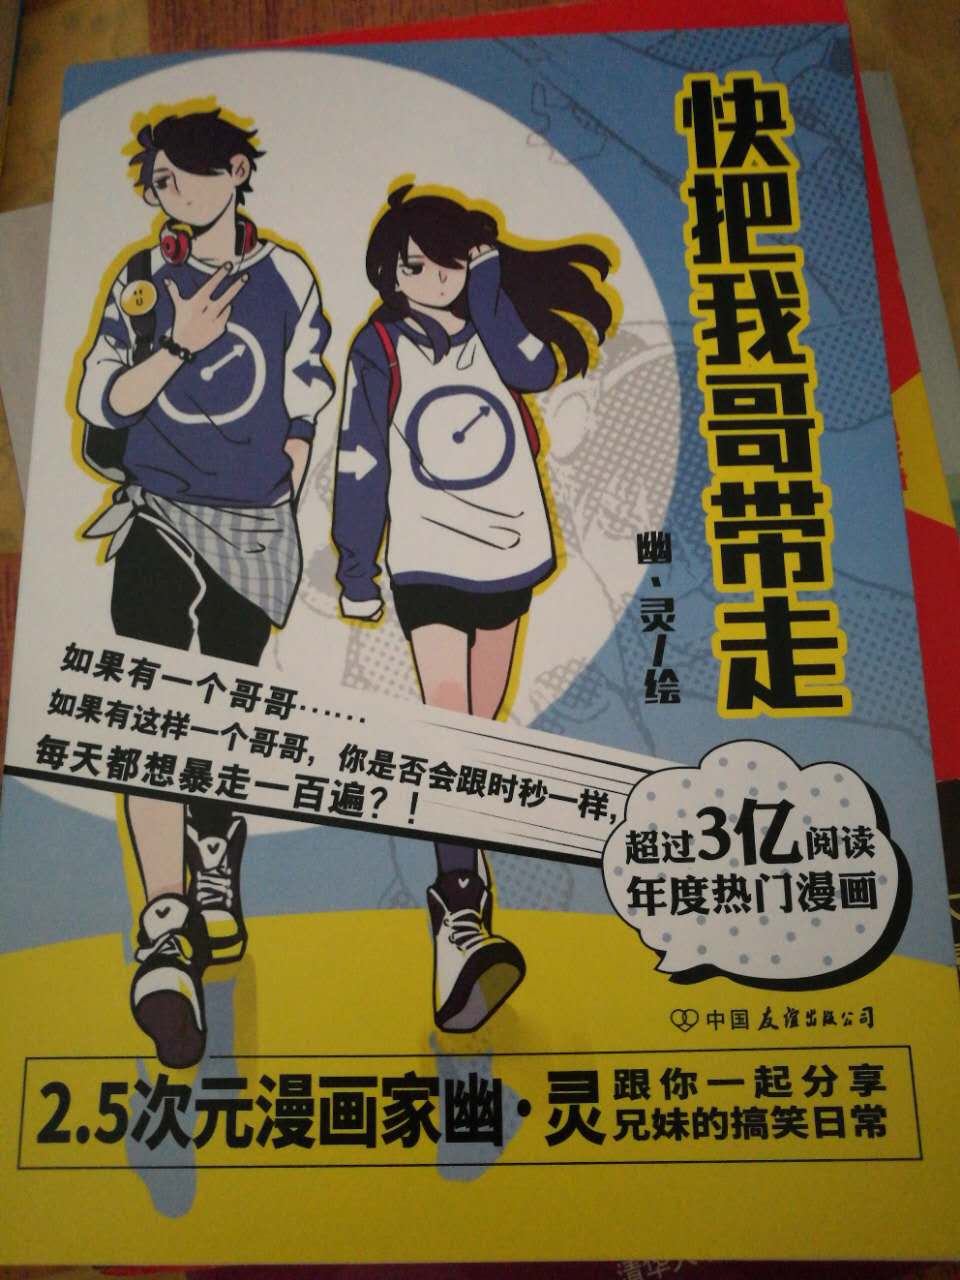 快把我哥带走
幽·灵/绘
如果有一个哥哥……
如果有这样一个哥哥，你是否会跟时秒一样，
每天都想暴走一百遍？！
超过3亿阅读
年度热门漫画
中国友谊出版公司
2.5次元漫画家幽·灵
跟你一起分享
兄妹的搞笑日常
清华大